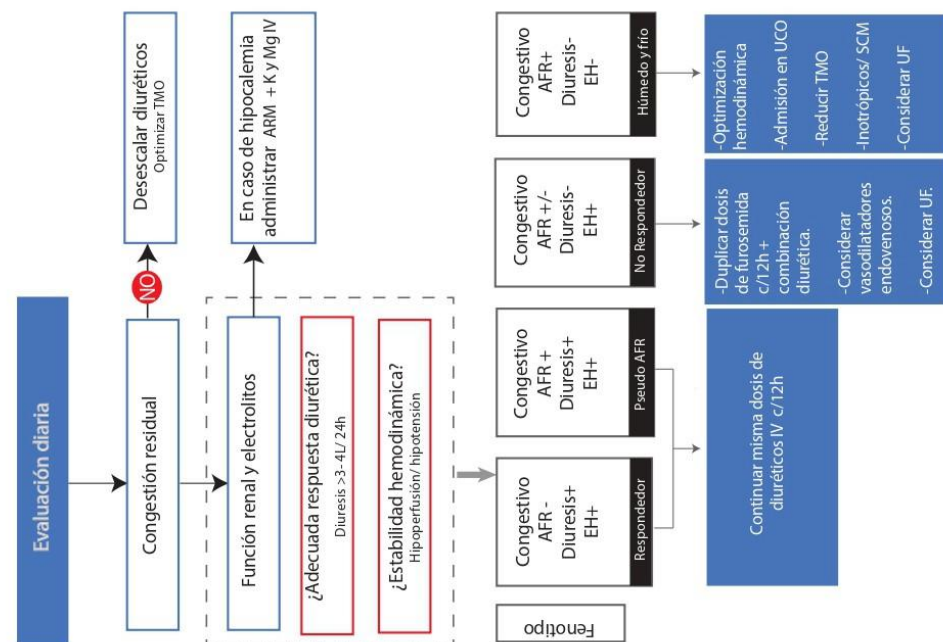 Evaluación diaria
Congestión residual
NO
Desescalar diuréticos
Optimizar TMO
Función renal y electrolitos
En caso de hipocalemia
administrar ARM + K y Mg IV
¿Adecuada respuesta diurética?
Diuresis >3-4L/ 24h
¿Estabilidad hemodinámica?
Hipoperfusión/ hipotensión
Fenotipo
Congestivo
AFR -
Diuresis+
EH+
Respondedor
Congestivo
AFR +
Diuresis+
EH+
Pseudo AFR
Congestivo
AFR +/-
Diuresis-
EH+
No Respondedor
Congestivo
AFR+
Diuresis-
EH-
Húmedo y frío
Continuar misma dosis de
diuréticos IV c/12h
-Duplicar dosis
de furosemida
c/12h+
combinación
diurética.
-Considerar
vasodilatadores
endovenosos.
-Considerar UF.
-Optimización
hemodinámica
-Admisión en UCO
-Reducir TMO
-Inotrópicos/ SCM
-Considerar UF